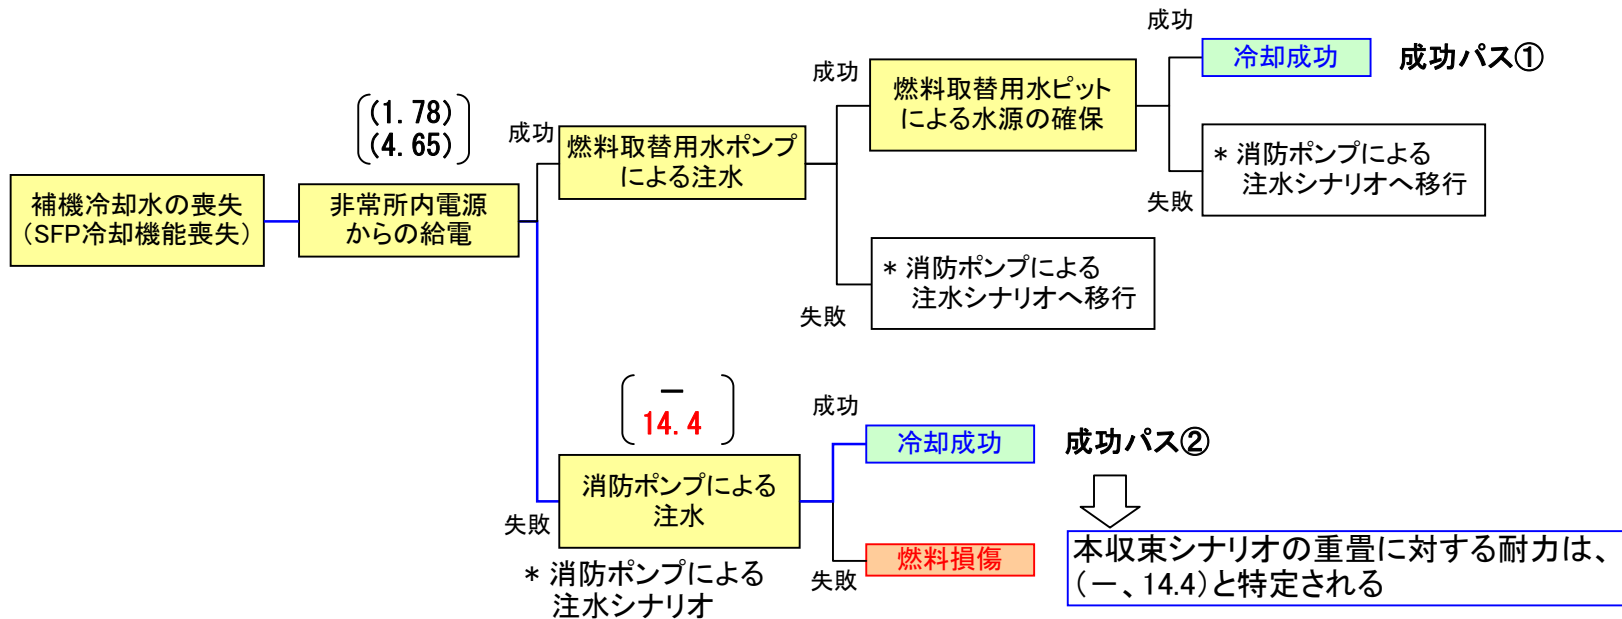 補機冷却水の喪失
（SFP冷却機能喪失）
(1.78)
(4.65)
非常所内電源
からの給電
成功
燃料取替用水ポンプ
による注水
成功
燃料取替用水ピット
による水源の確保
成功
冷却成功
成功パス①
失敗
＊消防ポンプによる
注水シナリオへ移行
失敗
＊消防ポンプによる
注水シナリオへ移行
失敗
－
14.4
消防ポンプによる
注水
＊消防ポンプによる
注水シナリオ
成功
冷却成功
成功パス②
失敗
燃料損傷
本収束シナリオの重畳に対する耐力は、
（－、14.4）と特定される